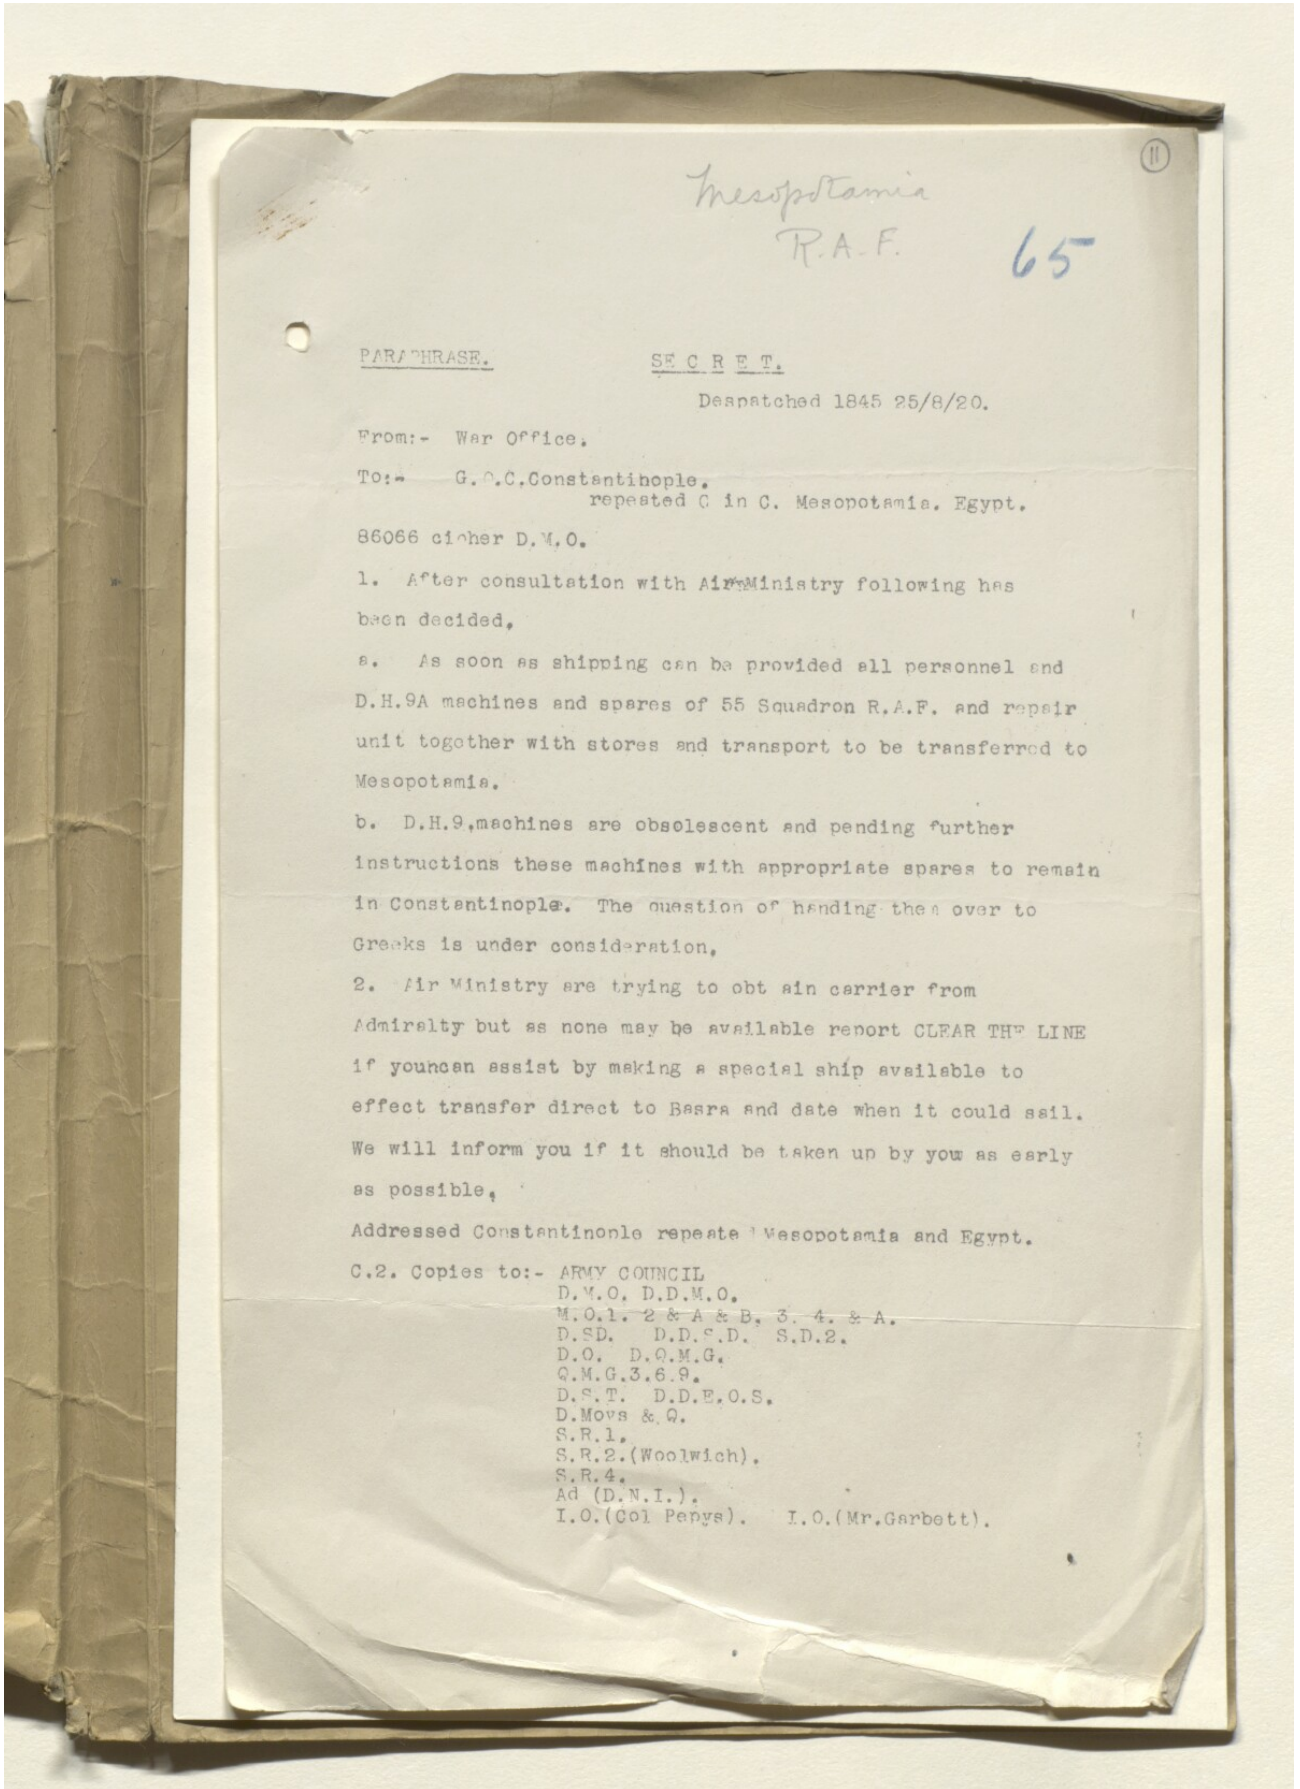 11
Mesopotamia
R.A.F.
65
PARAPHRASE. SE C R E T.
Despatched 1845 25/8/20.
From:- War Office.
To:- G.O.C.Constantinople.
repeated C in C. Mesopotamia. Egypt.
86066 cipher D.M.O.
1. After consultation with Air Ministry following has
been decided.
a. As soon as shipping can be provided all personnel and
D.H.9A machines and spares of 55 Squadron R.A.F. and repair
unit together with stores and transport to be transferred to
Mesopotamia.
b. D.H.9.machines are obsolescent and pending further
instructions these machines with appropriate spares to remain
in Constantinople. The question of handing them over to
Greeks is under consideration.
2. Air Ministry are trying to obt ain carrier from
Admiralty but as none may be available report CLEAR THE LINE
if youncan assist by making a special ship available to
effect transfer direct to Basra and date when it could sail.
We will inform you if it should be taken up by you as early
as possible.
Addressed Constantinople repeated Mesopotamia and Egypt.
C.2. Copies to:- ARMY COUNCIL
D.M.O. D.D.M.O.
M.O.1. 2 & A & B. 3. 4. & A.
D.SD. D.D.S.D. S.D.2.
D.O. D.Q.M.G.
Q.M.G.3.6.9.
D.S.T. D.D.E.O.S.
D.Movs & Q.
S.R.1.
S.R.2.(Woolwich).
S.R.4.
Ad (D.N.I.).
I.O.(Col Pepys). I.O.(Mr.Garbett).